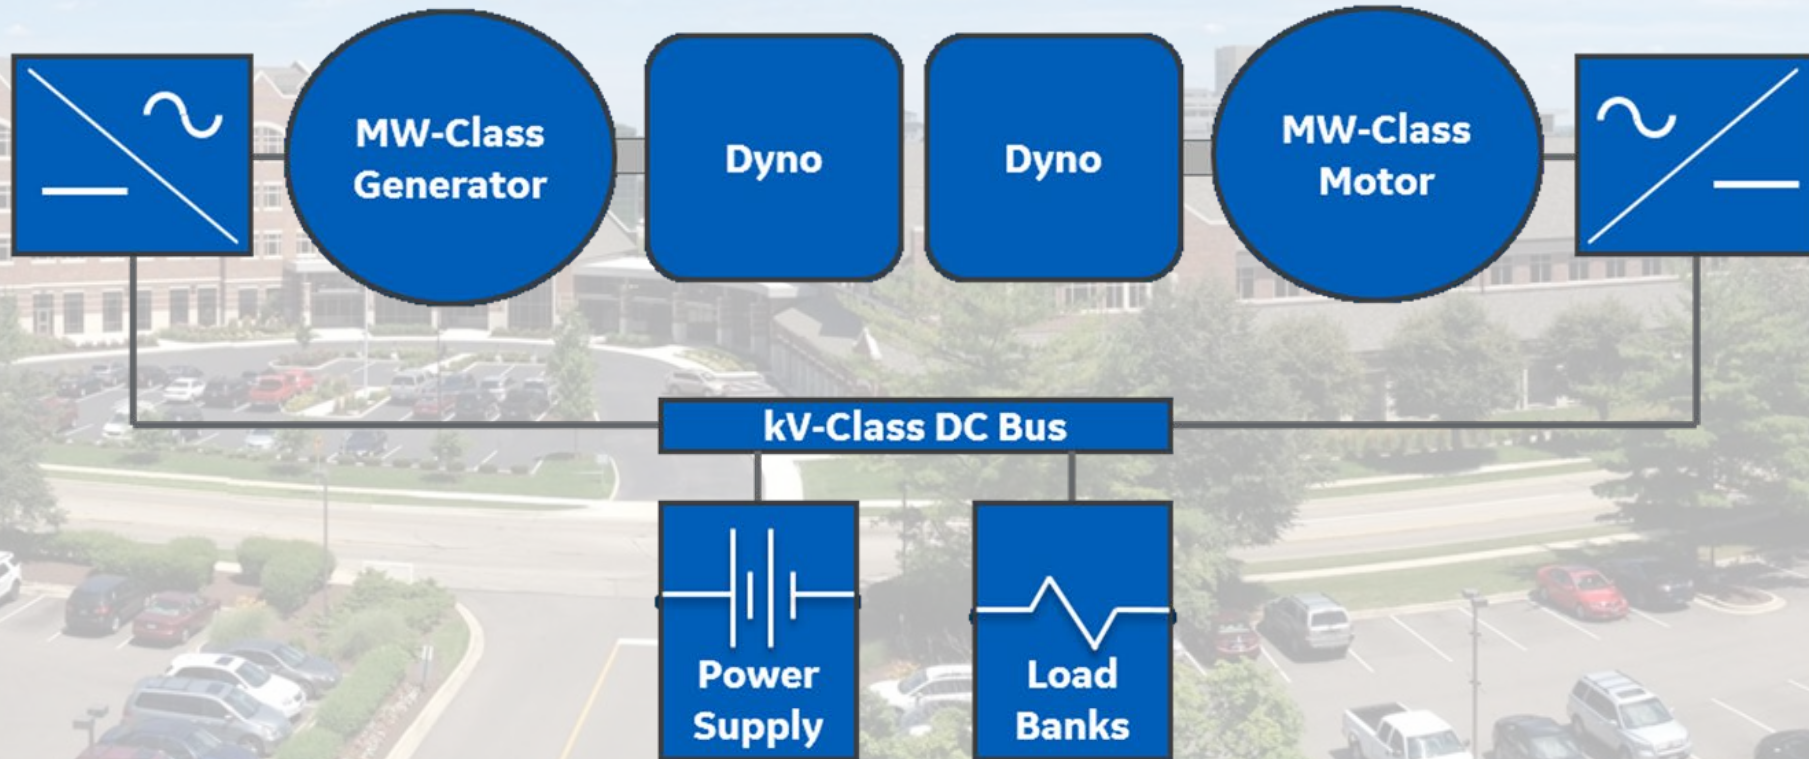 MW-Class
Generator
Dyno
Dyno
MW-Class
Motor
kV-Class DC Bus
Power
Supply
Load
Banks